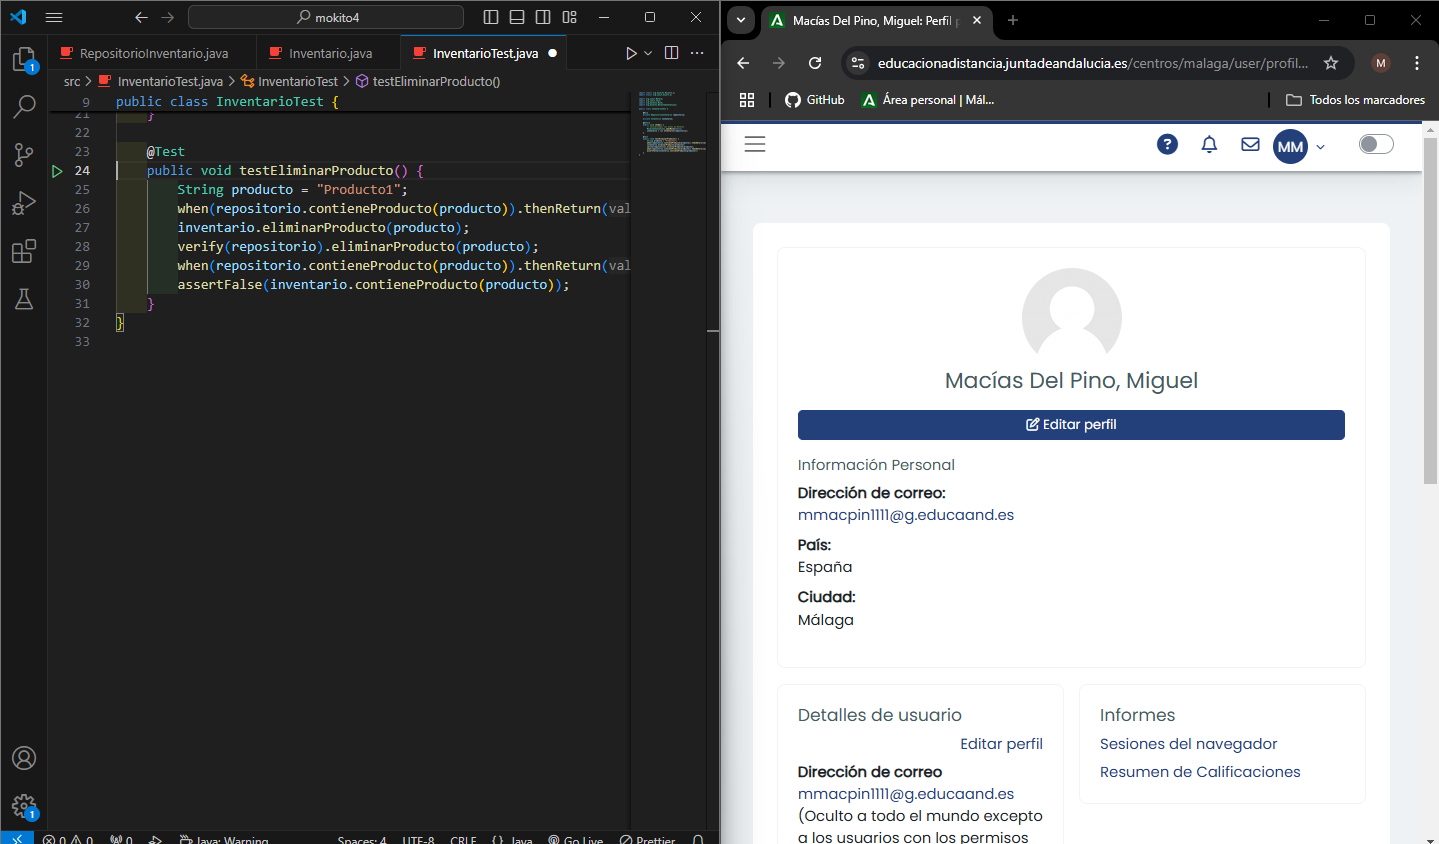 mokito4
RepositorioInventario.java
Inventario.java
InventarioTest.java
src > InventarioTest.java > InventarioTest > testEliminarProducto()
9 public class InventarioTest {
21 }
22
23 @Test
24 public void testEliminarProducto() {
25 String producto = "Producto1";
26 when(repositorio.contieneProducto(producto)).thenReturn(val
27 inventario.eliminarProducto(producto);
28 verify(repositorio).eliminarProducto(producto);
29 when(repositorio.contieneProducto(producto)).thenReturn(val
30 assertFalse(inventario.contieneProducto(producto));
31 }
32 }
33
1
1
0 0 0 Java: Warning Spaces: 4 UTF-8 CRLF {} Java Go Live Prettier
Macías Del Pino, Miguel: Perfil p
educacionadistancia.juntadeandalucia.es/centros/malaga/user/profil...
M
GitHub
Área personal | Mál...
Todos los marcadores
MM
Macías Del Pino, Miguel
Editar perfil
Información Personal
Dirección de correo:
mmacpin1111@g.educaand.es
País:
España
Ciudad:
Málaga
Detalles de usuario
Editar perfil
Dirección de correo
mmacpin1111@g.educaand.es
(Oculto a todo el mundo excepto
a los usuarios con los permisos
Informes
Sesiones del navegador
Resumen de Calificaciones